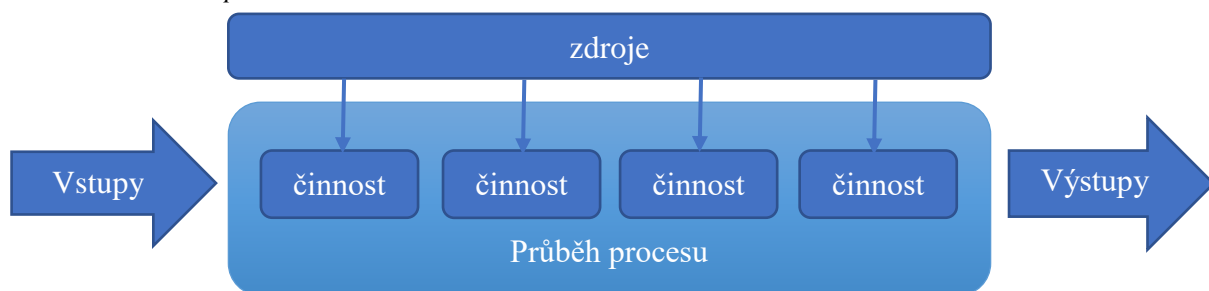 zdroje
Vstupy
činnost činnost činnost činnost
Výstupy
Průběh procesu